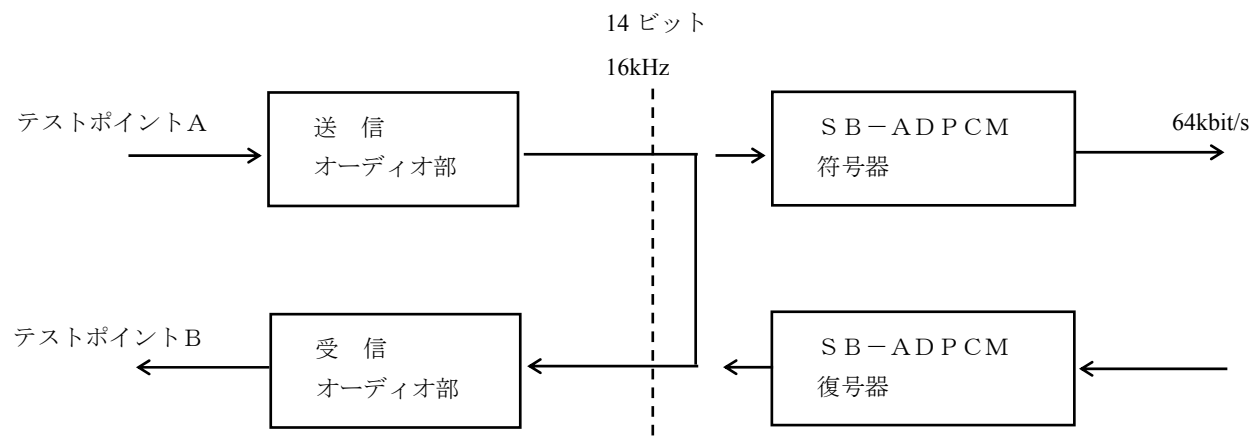 14 ビット
16kHz
テストポイントA
送 信
オーディオ部
SB-ADPCM
符号器
64kbit/s
テストポイントB
受 信
オーディオ部
SB-ADPCM
復号器